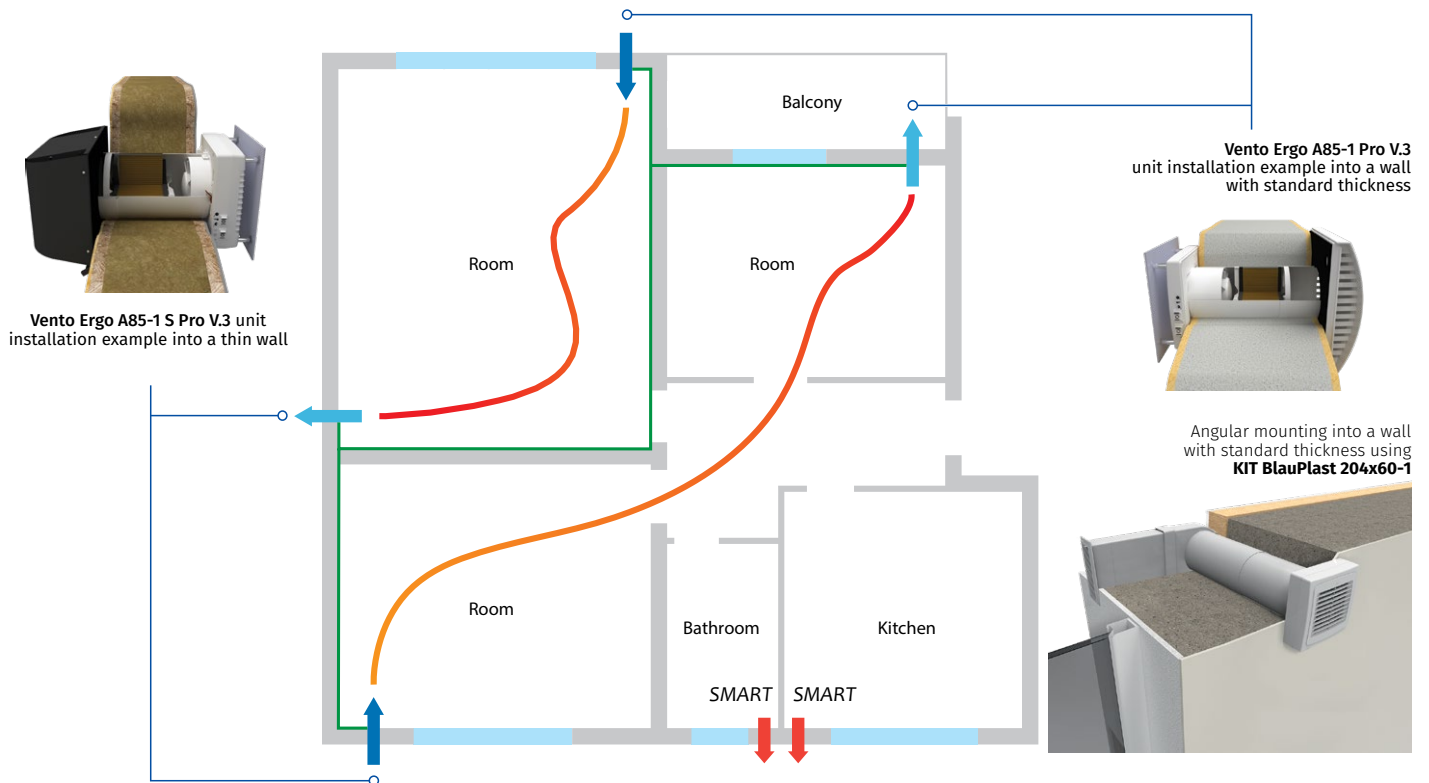 Balcony
Vento Ergo A85-1 Pro V.3
unit installation example into a wall
with standard thickness
Room
Room
Vento Ergo A85-1 S Pro V.3 unit
installation example into a thin wall
Angular mounting into a wall
with standard thickness using
KIT BlauPlast 204x60-1
Room
Bathroom
Kitchen
SMART
SMART